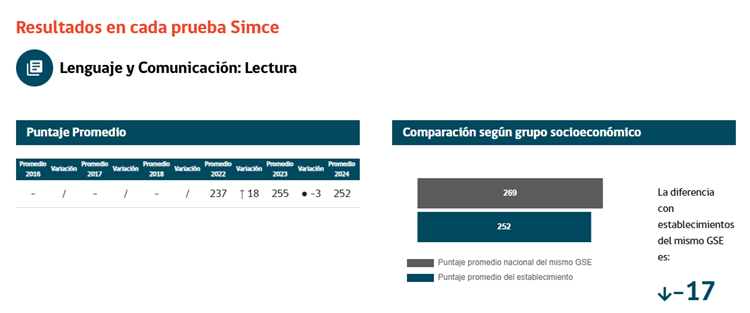 Resultados en cada prueba Simce
Lenguaje y Comunicación: Lectura
Puntaje Promedio
Promedio 2016 Variación Promedio 2017 Variación Promedio 2018 Variación Promedio 2022 Variación Promedio 2023 Variación Promedio 2024
– / – / – / 237 ↑ 18 255 ● –3 252
Comparación según grupo socioeconómico
269
252
Puntaje promedio nacional del mismo GSE
Puntaje promedio del establecimiento
La diferencia
con
establecimientos
del mismo GSE
es:
↓–17